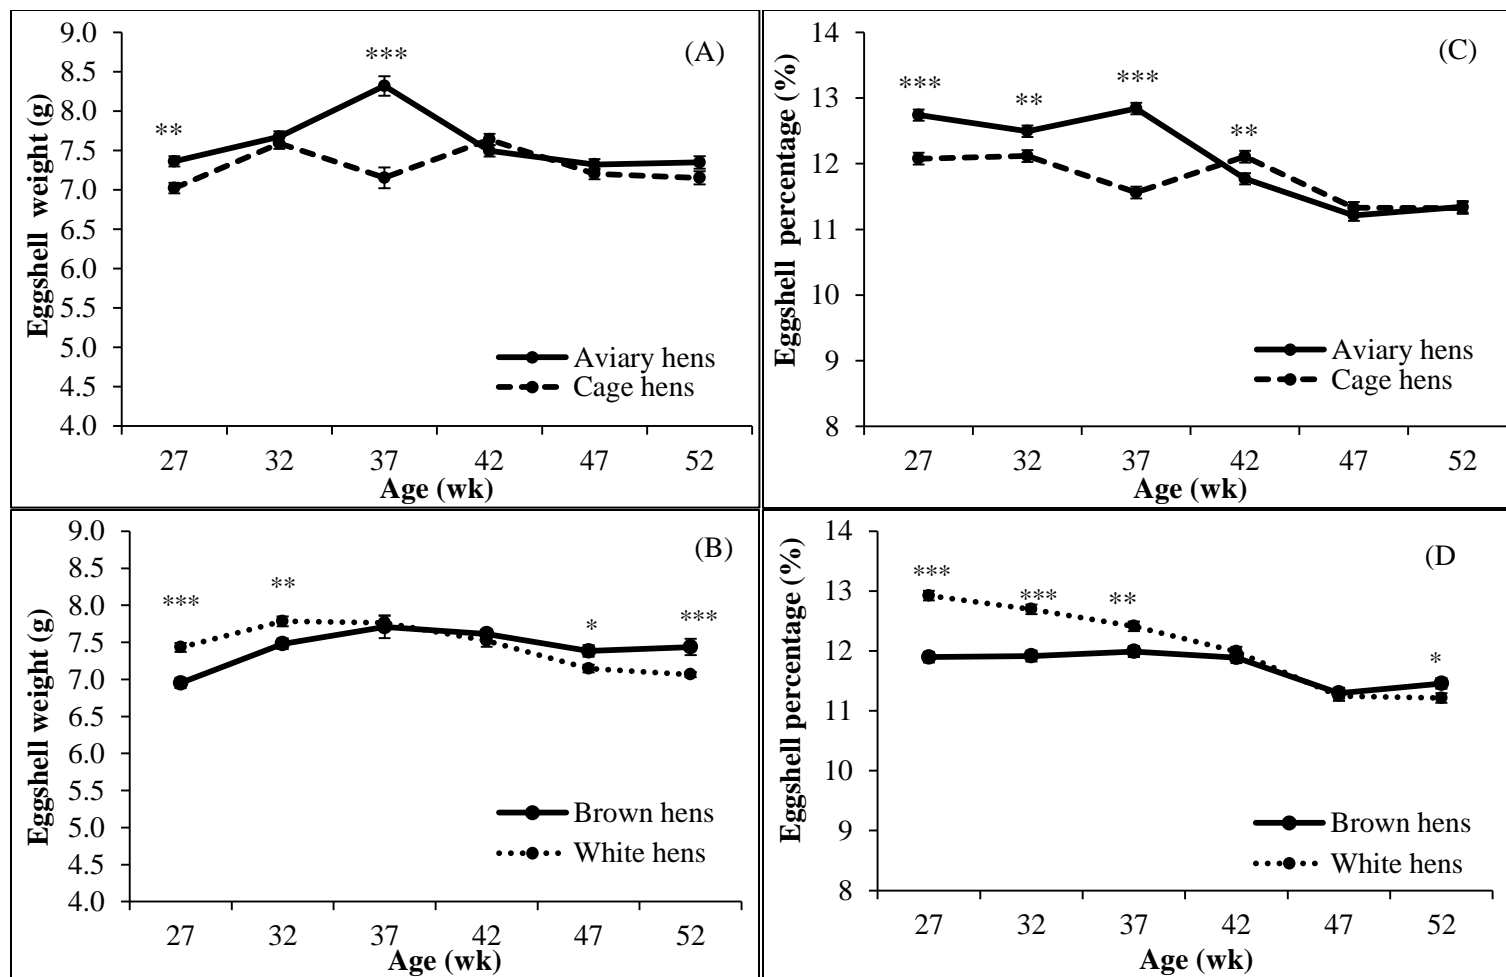 (A)
Eggshell weight (g)
9.0
8.5
8.0
7.5
7.0
6.5
6.0
5.5
5.0
4.5
4.0
**
***
Aviary hens
Cage hens
27 32 37 42 47 52
Age (wk)
(C)
Eggshell percentage (%)
14
13
12
11
10
9
8
***
**
***
**
Aviary hens
Cage hens
27 32 37 42 47 52
Age (wk)
(B)
Eggshell weight (g)
9.0
8.5
8.0
7.5
7.0
6.5
6.0
5.5
5.0
4.5
4.0
***
**
*
***
Brown hens
White hens
27 32 37 42 47 52
Age (wk)
(D
Eggshell percentage (%)
14
13
12
11
10
9
8
***
***
**
*
Brown hens
White hens
27 32 37 42 47 52
Age (wk)